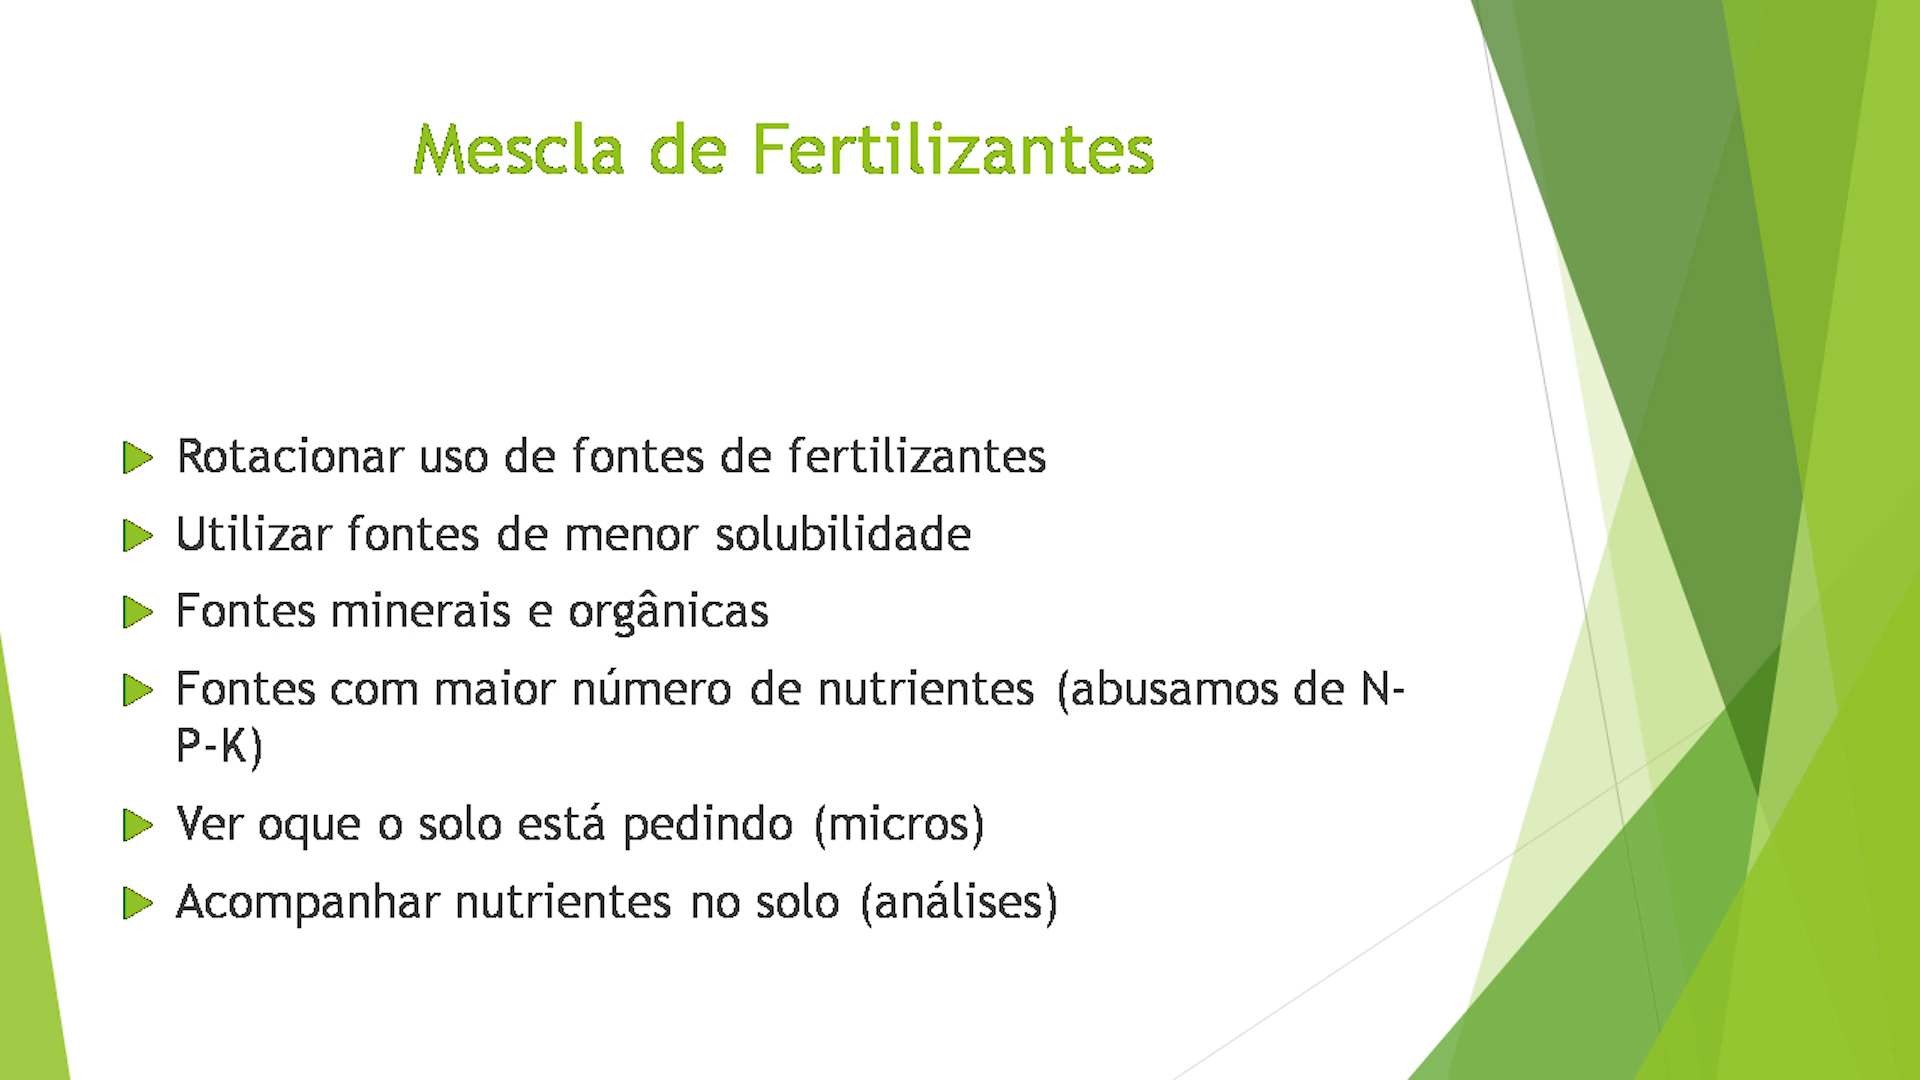 Mescla de Fertilizantes
Rotacionar uso de fontes de fertilizantes
Utilizar fontes de menor solubilidade
Fontes minerais e orgânicas
Fontes com maior número de nutrientes (abusamos de N-
P-K)
Ver oque o solo está pedindo (micros)
Acompanhar nutrientes no solo (análises)